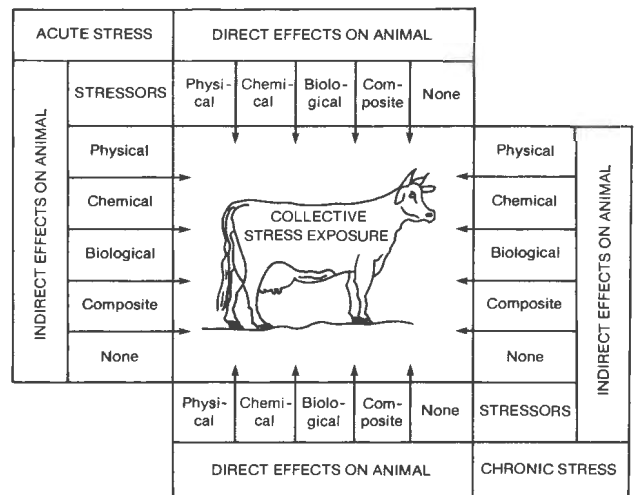 ACUTE STRESS
DIRECT EFFECTS ON ANIMAL
STRESSORS
Physi-
cal
Chemi-
cal
Biolo-
gical
Com-
posite
None
INDIRECT EFFECTS ON ANIMAL
Physical
Chemical
Biological
Composite
None
COLLECTIVE
STRESS EXPOSURE
Physical
Chemical
Biological
Composite
None
STRESSORS
INDIRECT EFFECTS ON ANIMAL
Physi-
cal
Chemi-
cal
Biolo-
gical
Com-
posite
None
DIRECT EFFECTS ON ANIMAL
CHRONIC STRESS